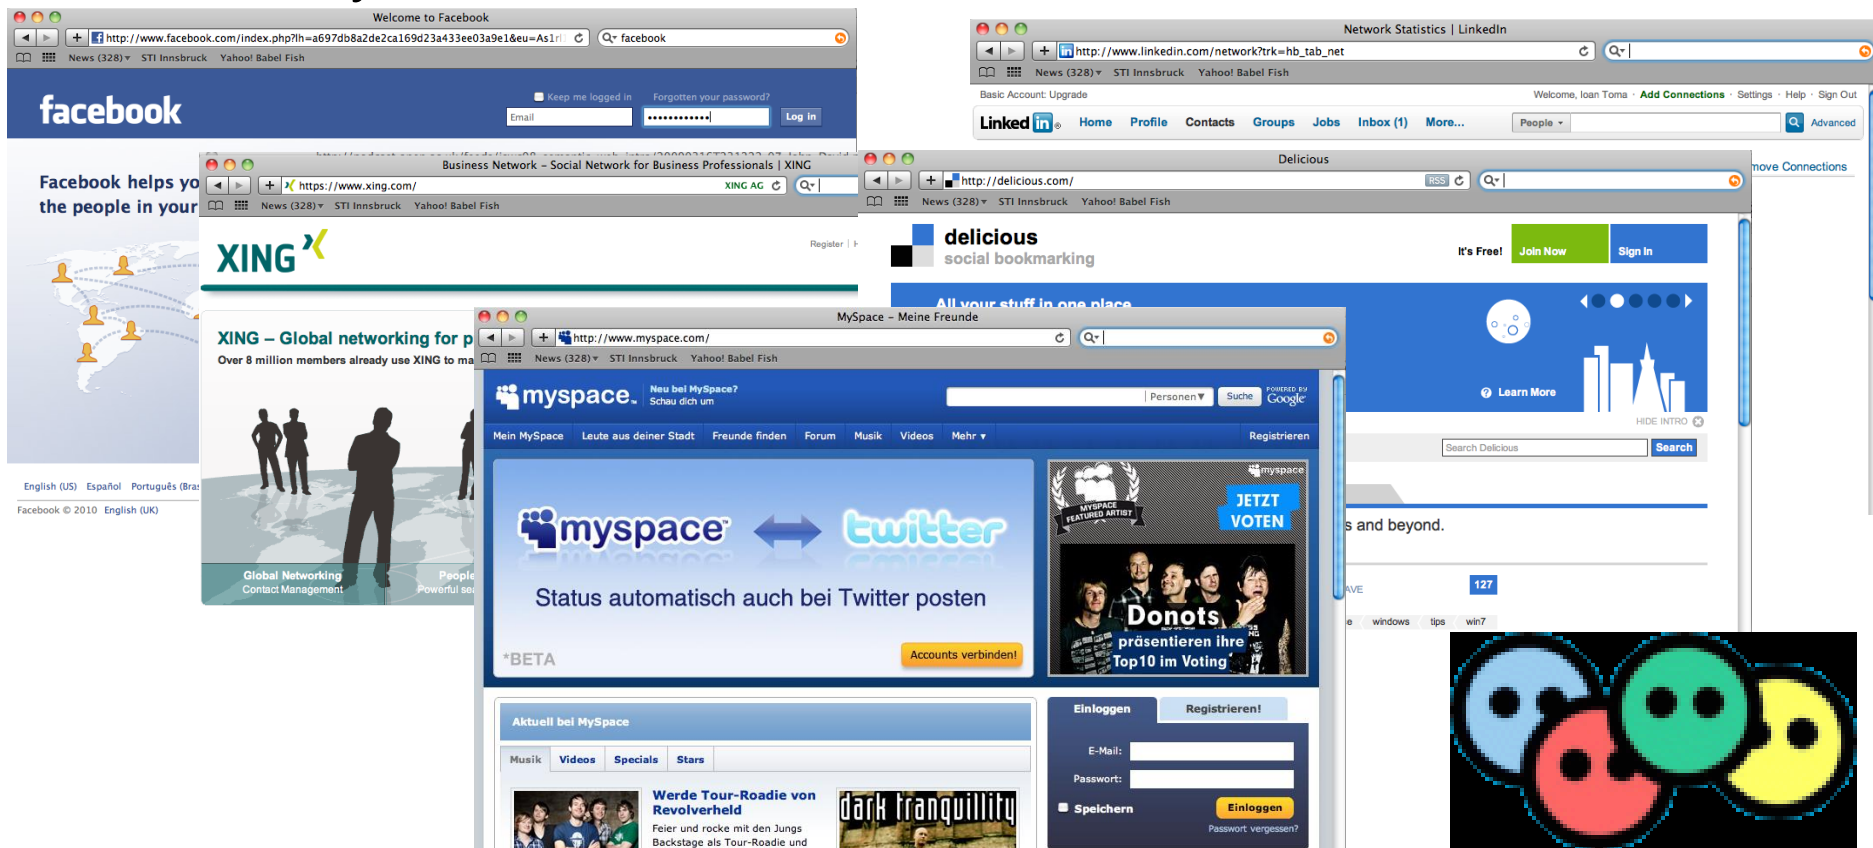 Welcome to Facebook
http://www.facebook.com/index.php?lh=a697db8a2de2ca169d23a433ee03a9e1&eu=As1rl
facebook
News (328) STI Innsbruck Yahoo! Babel Fish
facebook
Keep me logged in Forgotten your password?
Email
Log in
Facebook helps yo
the people in your
English (US) Español Português (Bras
Facebook © 2010 English (UK)
Network Statistics | LinkedIn
http://www.linkedin.com/network?trk=hb_tab_net
News (328) STI Innsbruck Yahoo! Babel Fish
Basic Account: Upgrade
Welcome, Ioan Toma · Add Connections · Settings · Help · Sign Out
Linked in ® Home Profile Contacts Groups Jobs Inbox (1) More...
People
Advanced
move Connections
Business Network – Social Network for Business Professionals | XING
https://www.xing.com/ XING AG
News (328) STI Innsbruck Yahoo! Babel Fish
XING
Register | H
XING – Global networking for p
Over 8 million members already use XING to ma
Global Networking
Contact Management
People
Powerful sea
Delicious
http://delicious.com/ RSS
News (328) STI Innsbruck Yahoo! Babel Fish
delicious
social bookmarking
It's Free! Join Now Sign In
All your stuff in one place
Learn More
HIDE INTRO
Search Delicious Search
s and beyond.
AVE 127
e windows tips win7
MySpace – Meine Freunde
http://www.myspace.com/
News (328) STI Innsbruck Yahoo! Babel Fish
myspace
Neu bei MySpace?
Schau dich um
Personen Suche
POWERED BY
Google
Mein MySpace Leute aus deiner Stadt Freunde finden Forum Musik Videos Mehr Registrieren
myspace twitter
Status automatisch auch bei Twitter posten
*BETA
Accounts verbinden!
myspace
MYSPACE
FEATURED ARTIST
JETZT
VOTEN
Donots
präsentieren ihre
Top10 im Voting
Aktuell bei MySpace
Musik Videos Specials Stars
Werde Tour-Roadie von
Revolverheld
Feier und rocke mit den Jungs
Backstage als Tour-Roadie und
dark tranquillity
Einloggen Registrieren!
E-Mail:
Passwort:
Speichern Einloggen
Passwort vergessen?